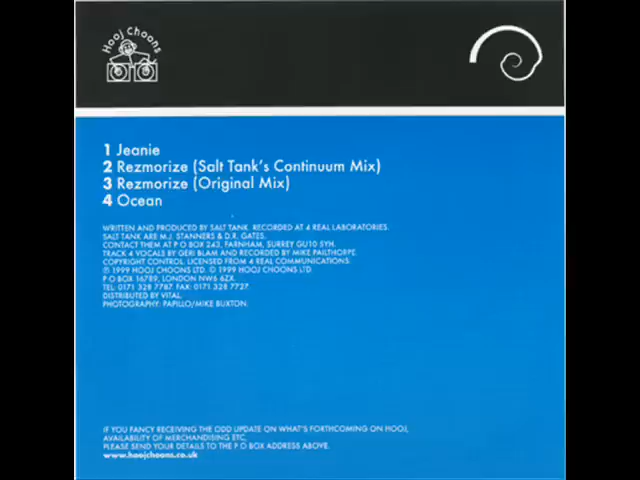 Hooj Choons
1 Jeanie
2 Rezmorize (Salt Tank's Continuum Mix)
3 Rezmorize (Original Mix)
4 Ocean
WRITTEN AND PRODUCED BY SALT TANK. RECORDED AT 4 REAL LABORATORIES.
SALT TANK ARE M.J. STANNERS & D.R. GATES.
CONTACT THEM AT P O BOX 243, FARNHAM, SURREY GU10 5YH.
TRACK 4 VOCALS BY GERI BLAM AND RECORDED BY MIKE PAILTHORPE.
COPYRIGHT CONTROL. LICENSED FROM 4 REAL COMMUNICATIONS.
℗ 1999 HOOJ CHOONS LTD. © 1999 HOOJ CHOONS LTD.
P O BOX 16789, LONDON NW6 6ZX.
TEL: 0171 328 7787. FAX: 0171 328 7727.
DISTRIBUTED BY VITAL.
PHOTOGRAPHY: PAPILLO/MIKE BUXTON.
IF YOU FANCY RECEIVING THE ODD UPDATE ON WHAT'S FORTHCOMING ON HOOJ,
AVAILABILITY OF MERCHANDISING ETC,
PLEASE SEND YOUR DETAILS TO THE P O BOX ADDRESS ABOVE.
www.hoojchoons.co.uk